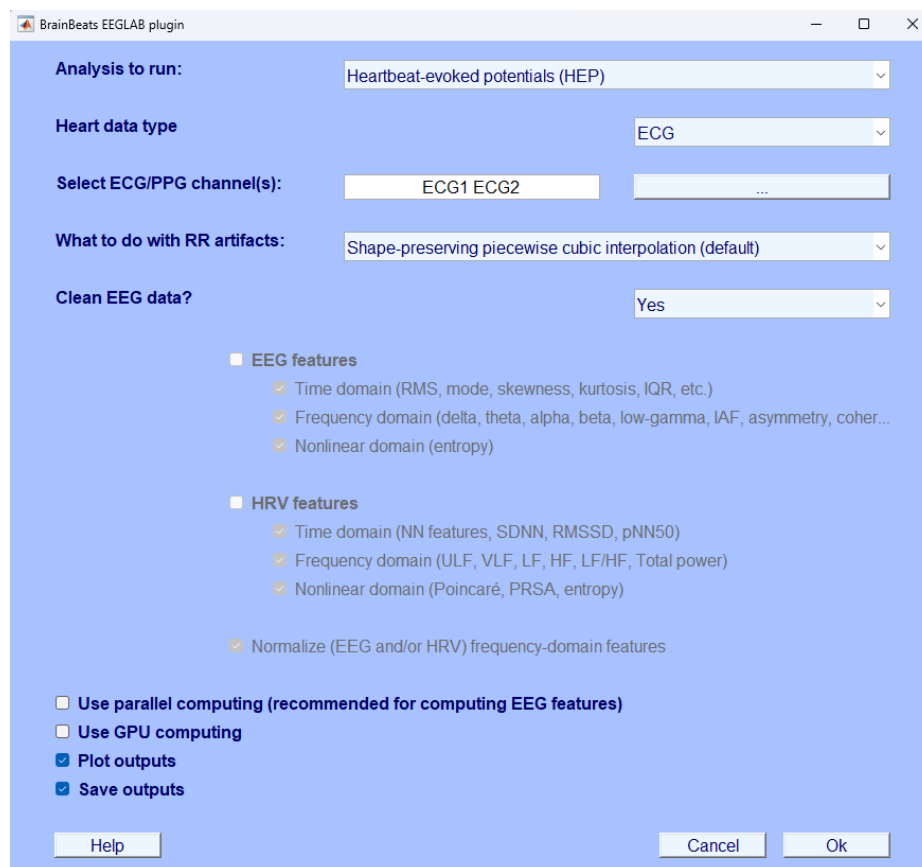 BrainBeats EEGLAB plugin
Analysis to run:
Heartbeat-evoked potentials (HEP)
Heart data type
ECG
Select ECG/PPG channel(s):
ECG1 ECG2
...
What to do with RR artifacts:
Shape-preserving piecewise cubic interpolation (default)
Clean EEG data?
Yes
EEG features
Time domain (RMS, mode, skewness, kurtosis, IQR, etc.)
Frequency domain (delta, theta, alpha, beta, low-gamma, IAF, asymmetry, coher...
Nonlinear domain (entropy)
HRV features
Time domain (NN features, SDNN, RMSSD, pNN50)
Frequency domain (ULF, VLF, LF, HF, LF/HF, Total power)
Nonlinear domain (Poincaré, PRSA, entropy)
Normalize (EEG and/or HRV) frequency-domain features
Use parallel computing (recommended for computing EEG features)
Use GPU computing
Plot outputs
Save outputs
Help
Cancel
Ok